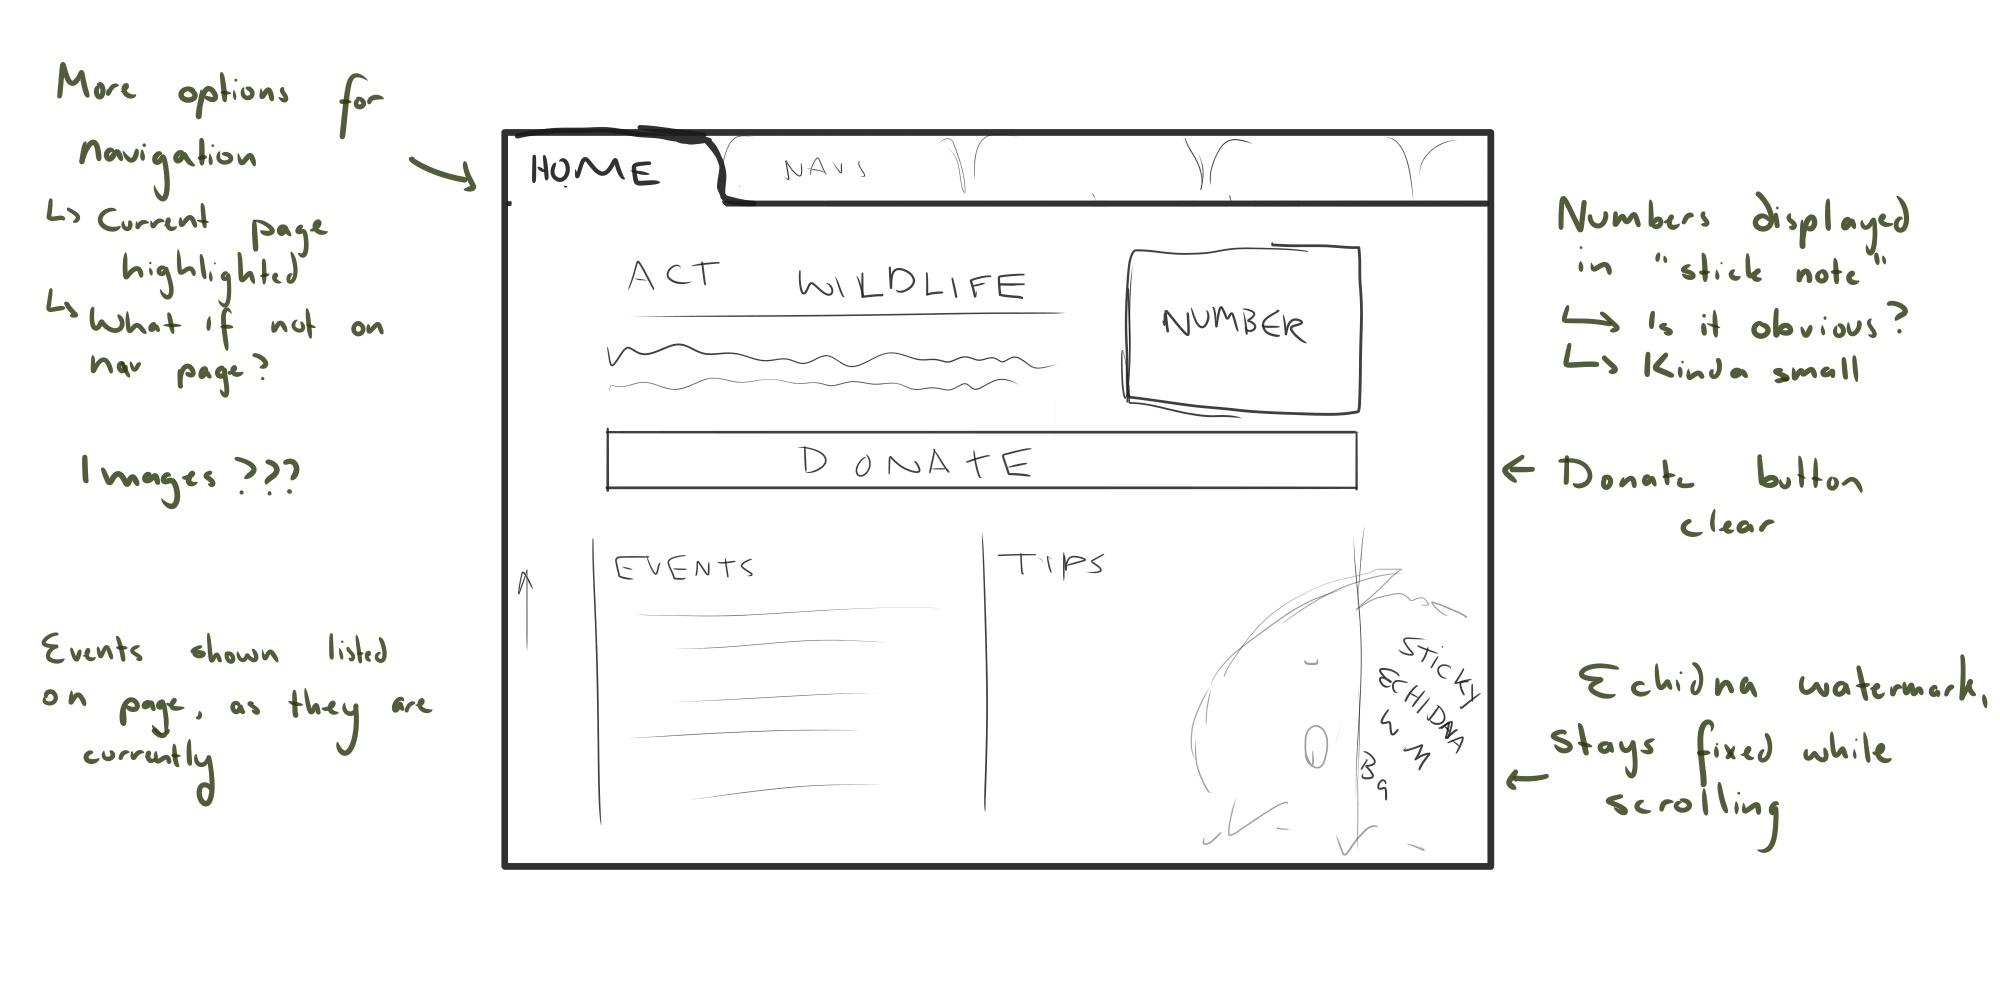 More options for
navigation
↳ Current page
highlighted
↳ What if not on
nav page?
Images ???
Events shown listed
on page, as they are
currently
HOME
NAVS
ACT WILDLIFE
NUMBER
DONATE
EVENTS
TIPS
STICKY
ECHIDNA
WM
Bg
Numbers displayed
in "stick note"
↳ Is it obvious?
↳ Kinda small
← Donate button
clear
Echidna watermark,
stays fixed while
scrolling